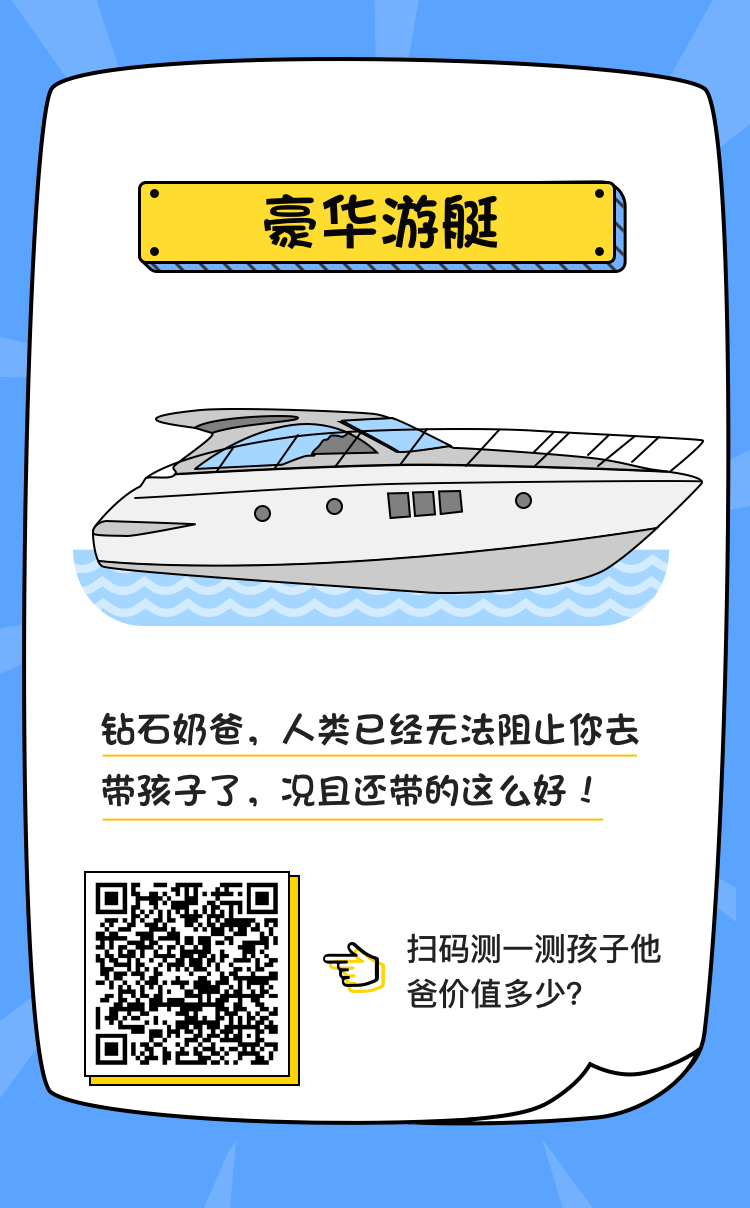 豪华游艇
钻石奶爸，人类已经无法阻止你去
带孩子了，况且还带的这么好！
扫码测一测孩子他
爸价值多少？